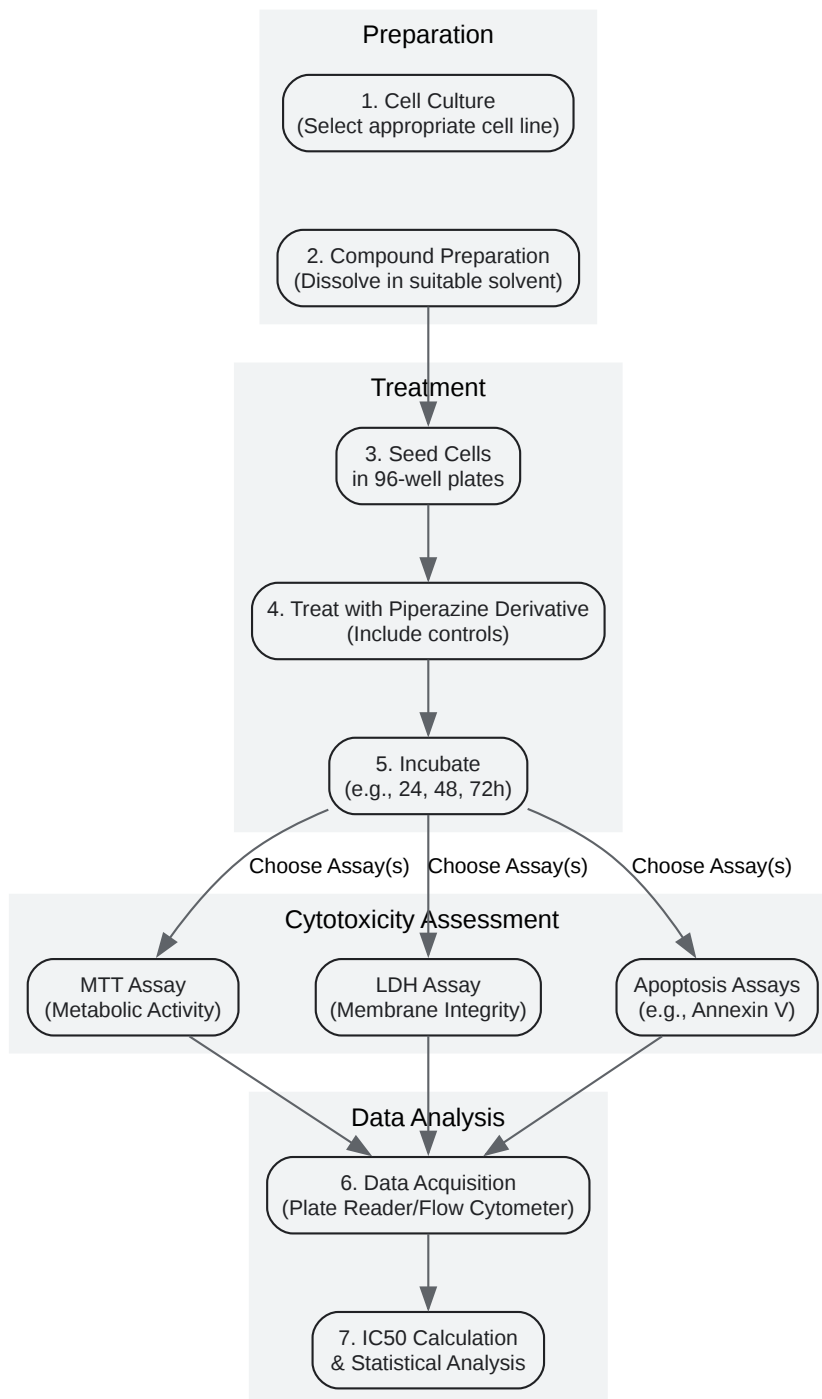 Preparation
1. Cell Culture
(Select appropriate cell line)
2. Compound Preparation
(Dissolve in suitable solvent)
Treatment
3. Seed Cells
in 96-well plates
4. Treat with Piperazine Derivative
(Include controls)
5. Incubate
(e.g., 24, 48, 72h)
Choose Assay(s)
Choose Assay(s)
Choose Assay(s)
Cytotoxicity Assessment
MTT Assay
(Metabolic Activity)
LDH Assay
(Membrane Integrity)
Apoptosis Assays
(e.g., Annexin V)
Data Analysis
6. Data Acquisition
(Plate Reader/Flow Cytometer)
7. IC50 Calculation
& Statistical Analysis